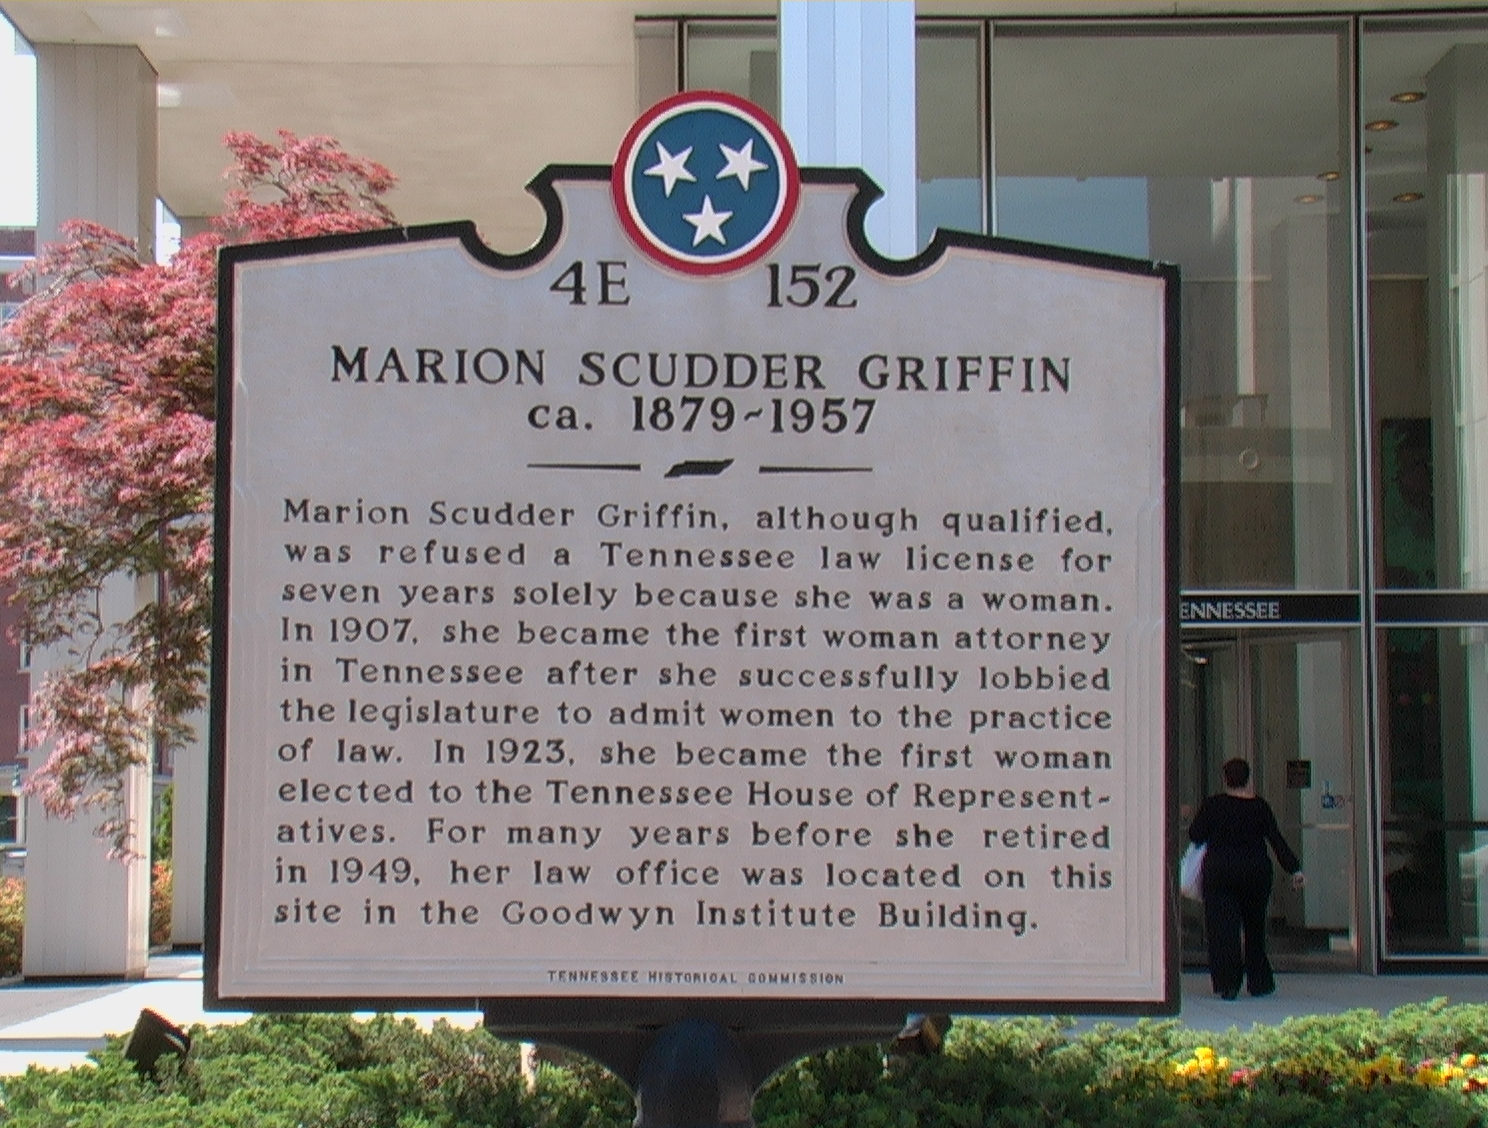 4E 152
MARION SCUDDER GRIFFIN
ca. 1879~1957
Marion Scudder Griffin, although qualified,
was refused a Tennessee law license for
seven years solely because she was a woman.
In 1907, she became the first woman attorney
in Tennessee after she successfully lobbied
the legislature to admit women to the practice
of law. In 1923, she became the first woman
elected to the Tennessee House of Represent-
atives. For many years before she retired
in 1949, her law office was located on this
site in the Goodwyn Institute Building.
TENNESSEE HISTORICAL COMMISSION
ENNESSEE